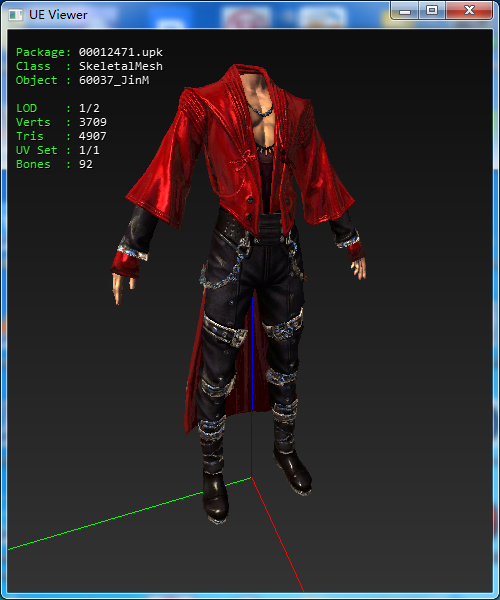 UE Viewer
Package: 00012471.upk
Class : SkeletalMesh
Object : 60037_JinM
LOD : 1/2
Verts : 3709
Tris : 4907
UV Set : 1/1
Bones : 92